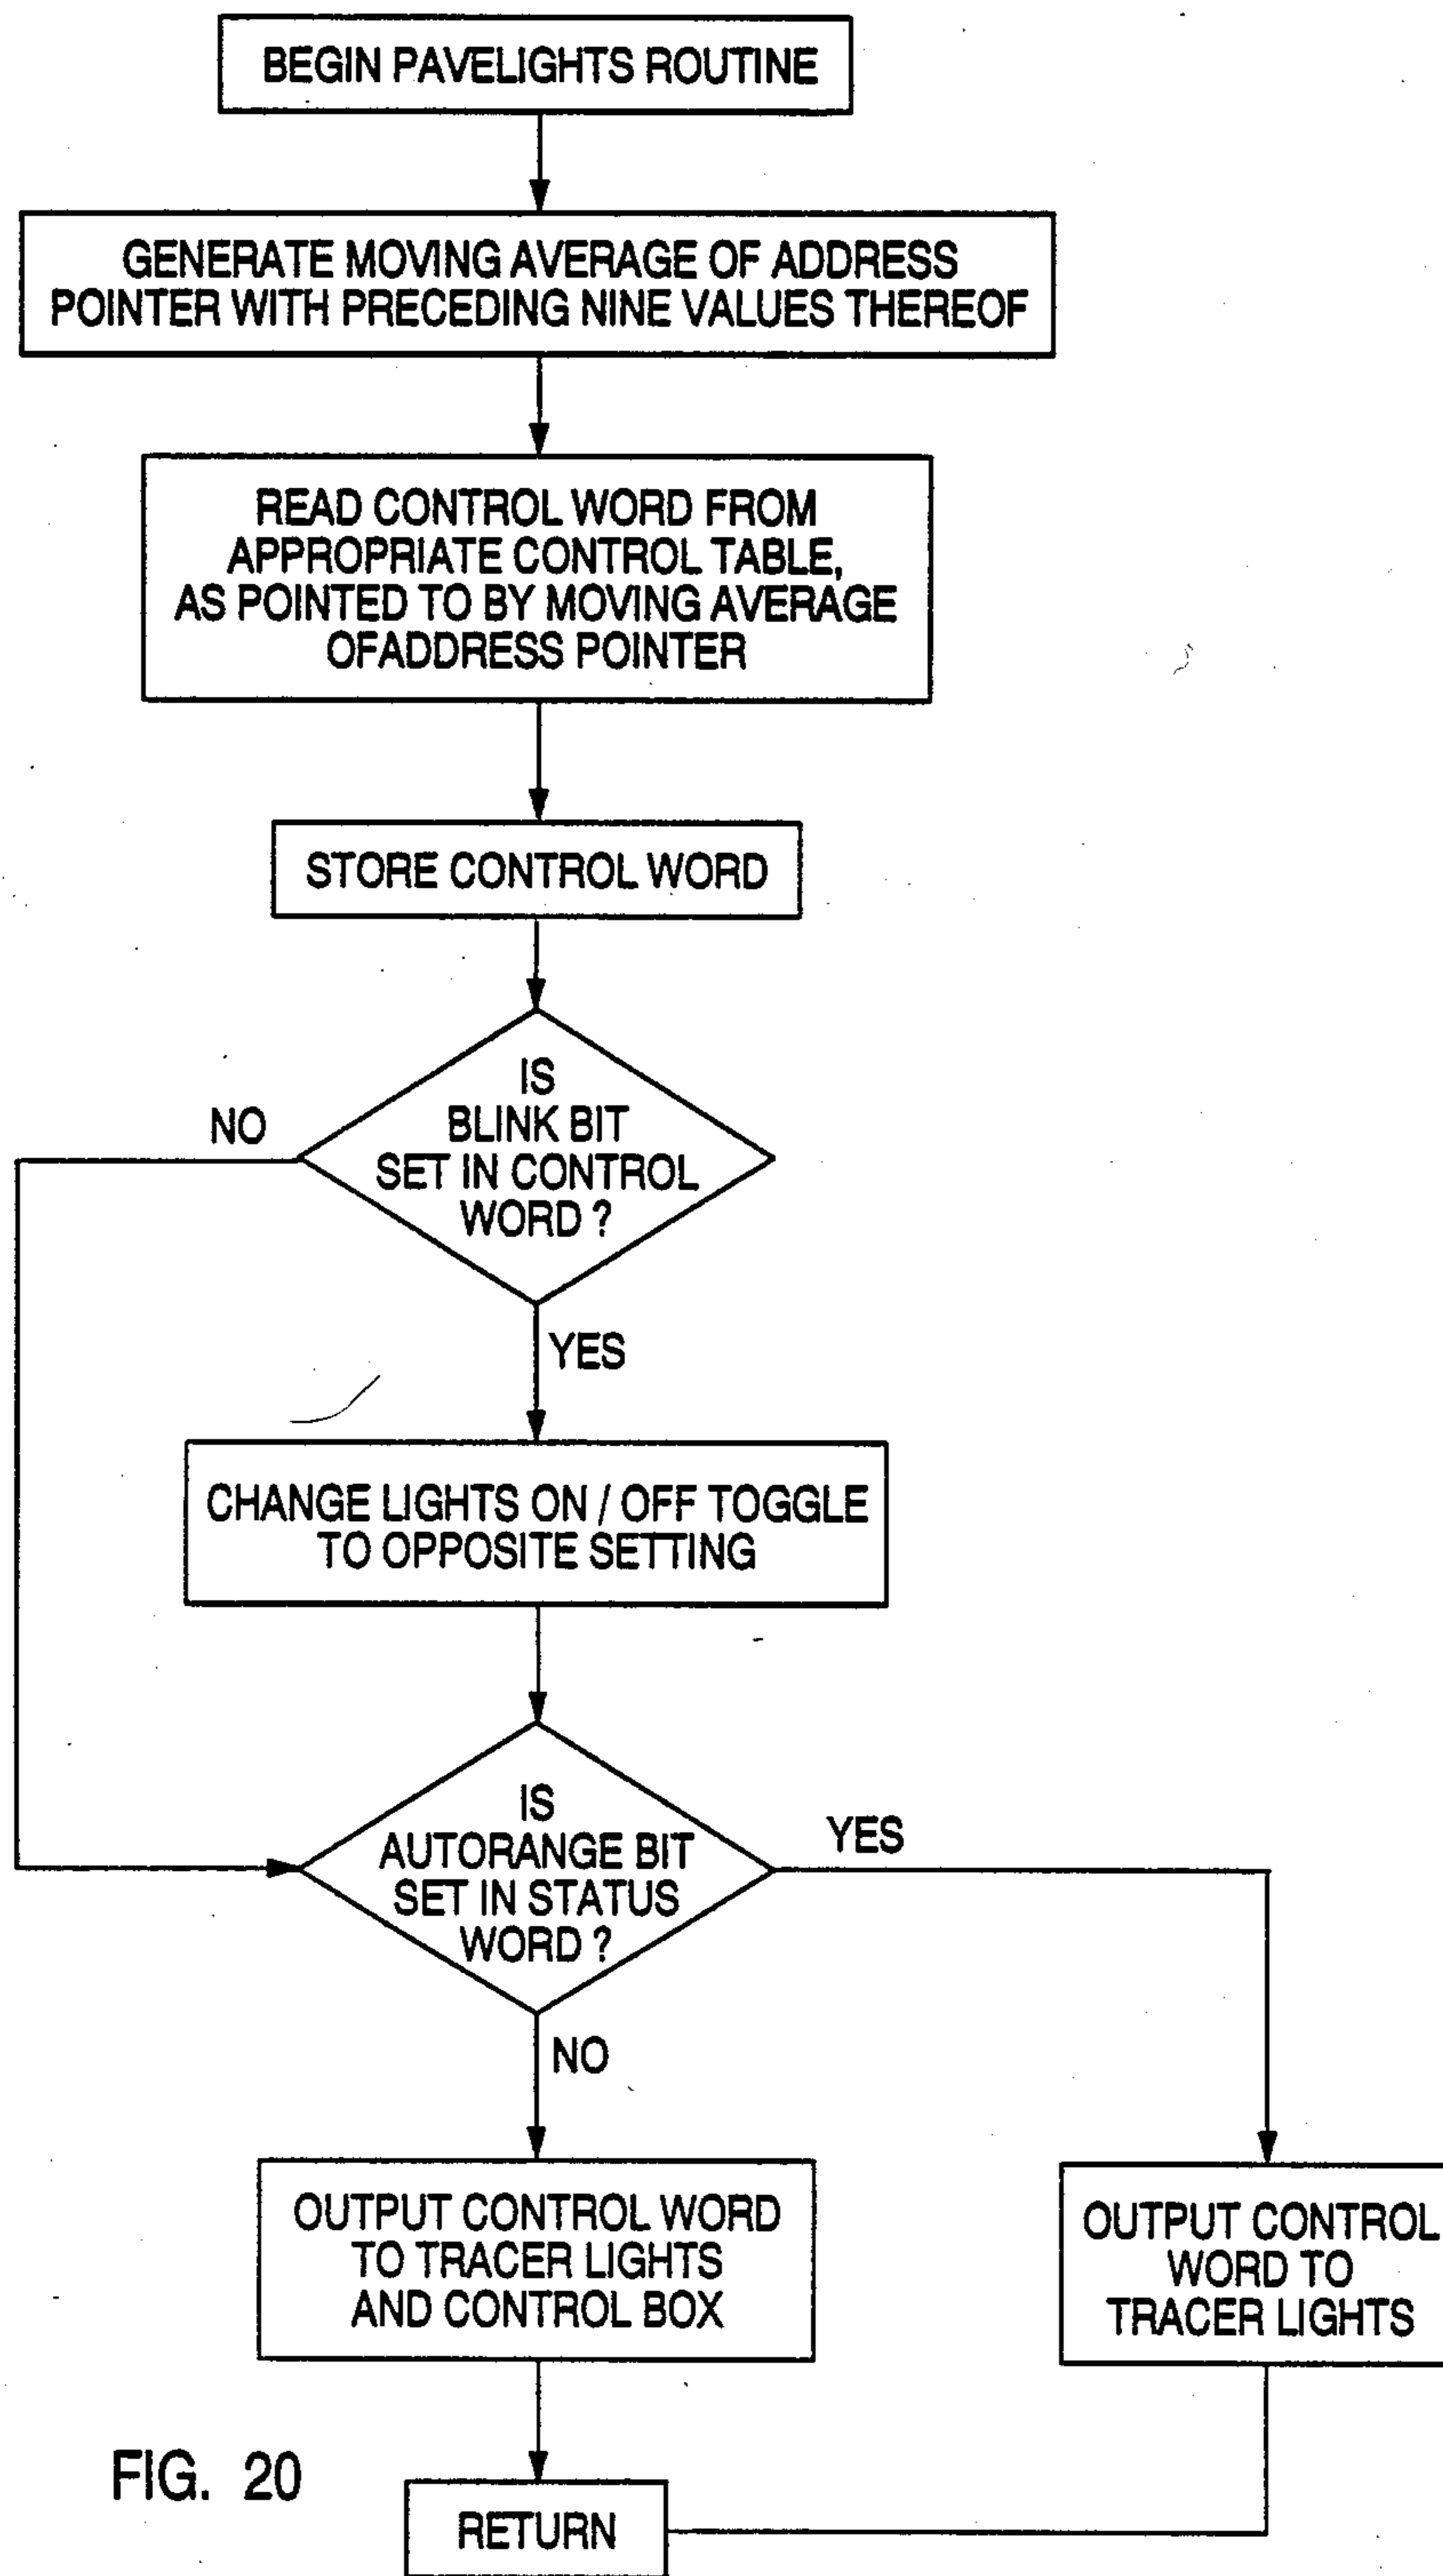 BEGIN PAVELIGHTS ROUTINE
GENERATE MOVING AVERAGE OF ADDRESS
POINTER WITH PRECEDING NINE VALUES THEREOF
READ CONTROL WORD FROM
APPROPRIATE CONTROL TABLE,
AS POINTED TO BY MOVING AVERAGE
OFADDRESS POINTER
STORE CONTROL WORD
IS
BLINK BIT
SET IN CONTROL
WORD ?
NO
YES
CHANGE LIGHTS ON / OFF TOGGLE
TO OPPOSITE SETTING
IS
AUTORANGE BIT
SET IN STATUS
WORD ?
YES
NO
OUTPUT CONTROL WORD
TO TRACER LIGHTS
AND CONTROL BOX
OUTPUT CONTROL
WORD TO
TRACER LIGHTS
RETURN
FIG. 20